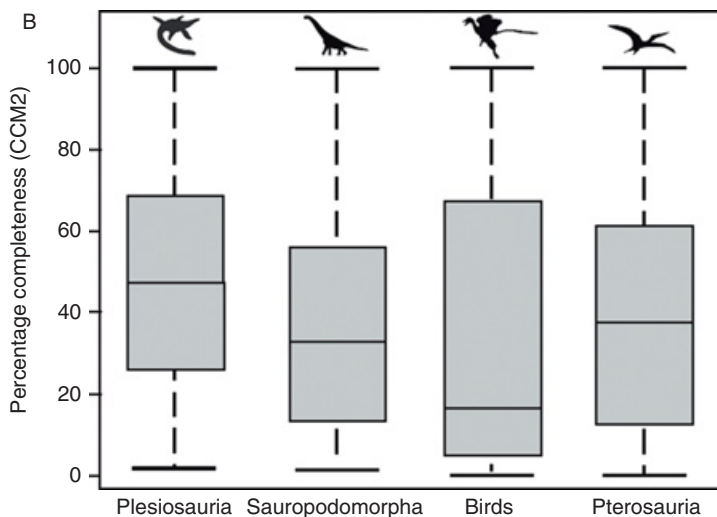 B
Percentage completeness (CCM2)
100
80
60
40
20
0
Plesiosauria Sauropodomorpha Birds Pterosauria